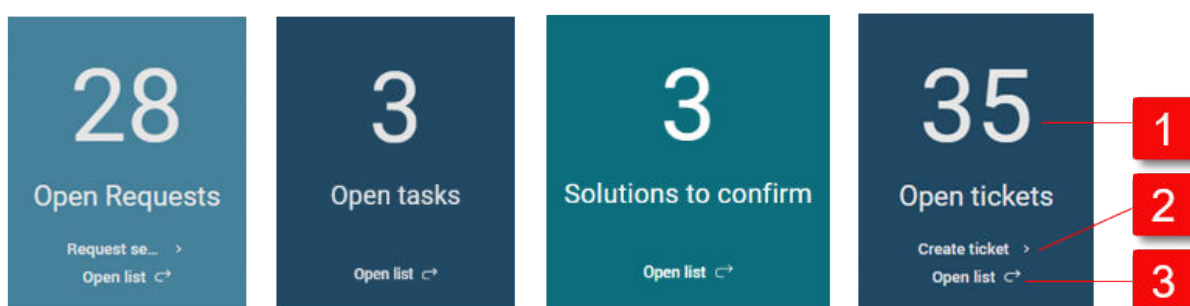 28
Open Requests
Request se... >
Open list
3
Open tasks
Open list
3
Solutions to confirm
Open list
35
Open tickets
Create ticket >
Open list
1
2
3